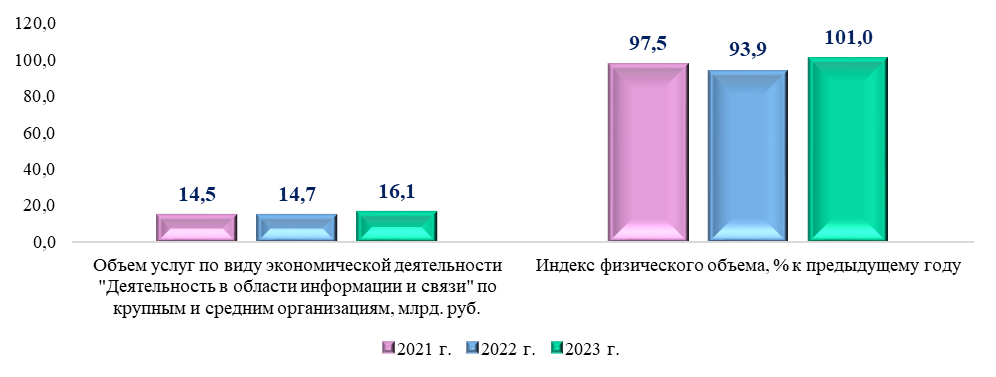 120,0
100,0
80,0
60,0
40,0
20,0
0,0
14,5
14,7
16,1
97,5
93,9
101,0
Объем услуг по виду экономической деятельности
"Деятельность в области информации и связи" по
крупным и средним организациям, млрд. руб.
Индекс физического объема, % к предыдущему году
2021 г.
2022 г.
2023 г.